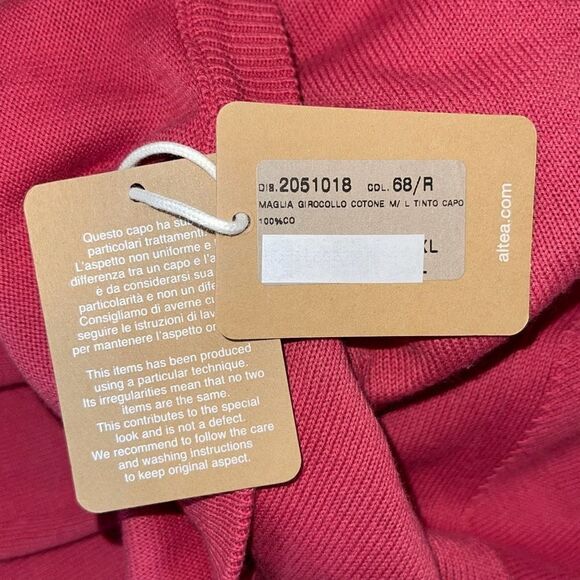 DIS. 2051018 COL. 68/R
MAGLIA GIROCOLLO COTONE M/ L TINTO CAPO
100%CO
XL
L
altea.com
Questo capo ha
particolari trattamenti.
L'aspetto non uniforme e
differenza tra un capo e l'a
e da considerarsi sua
particolarità e non un dife
Consigliamo di averne cu
seguire le istruzioni di lav
per mantenere l'aspetto or
This items has been produced
using a particular technique.
Its irregularities mean that no two
items are the same.
This contributes to the special
look and is not a defect.
We recommend to follow the care
and washing instructions
to keep original aspect.